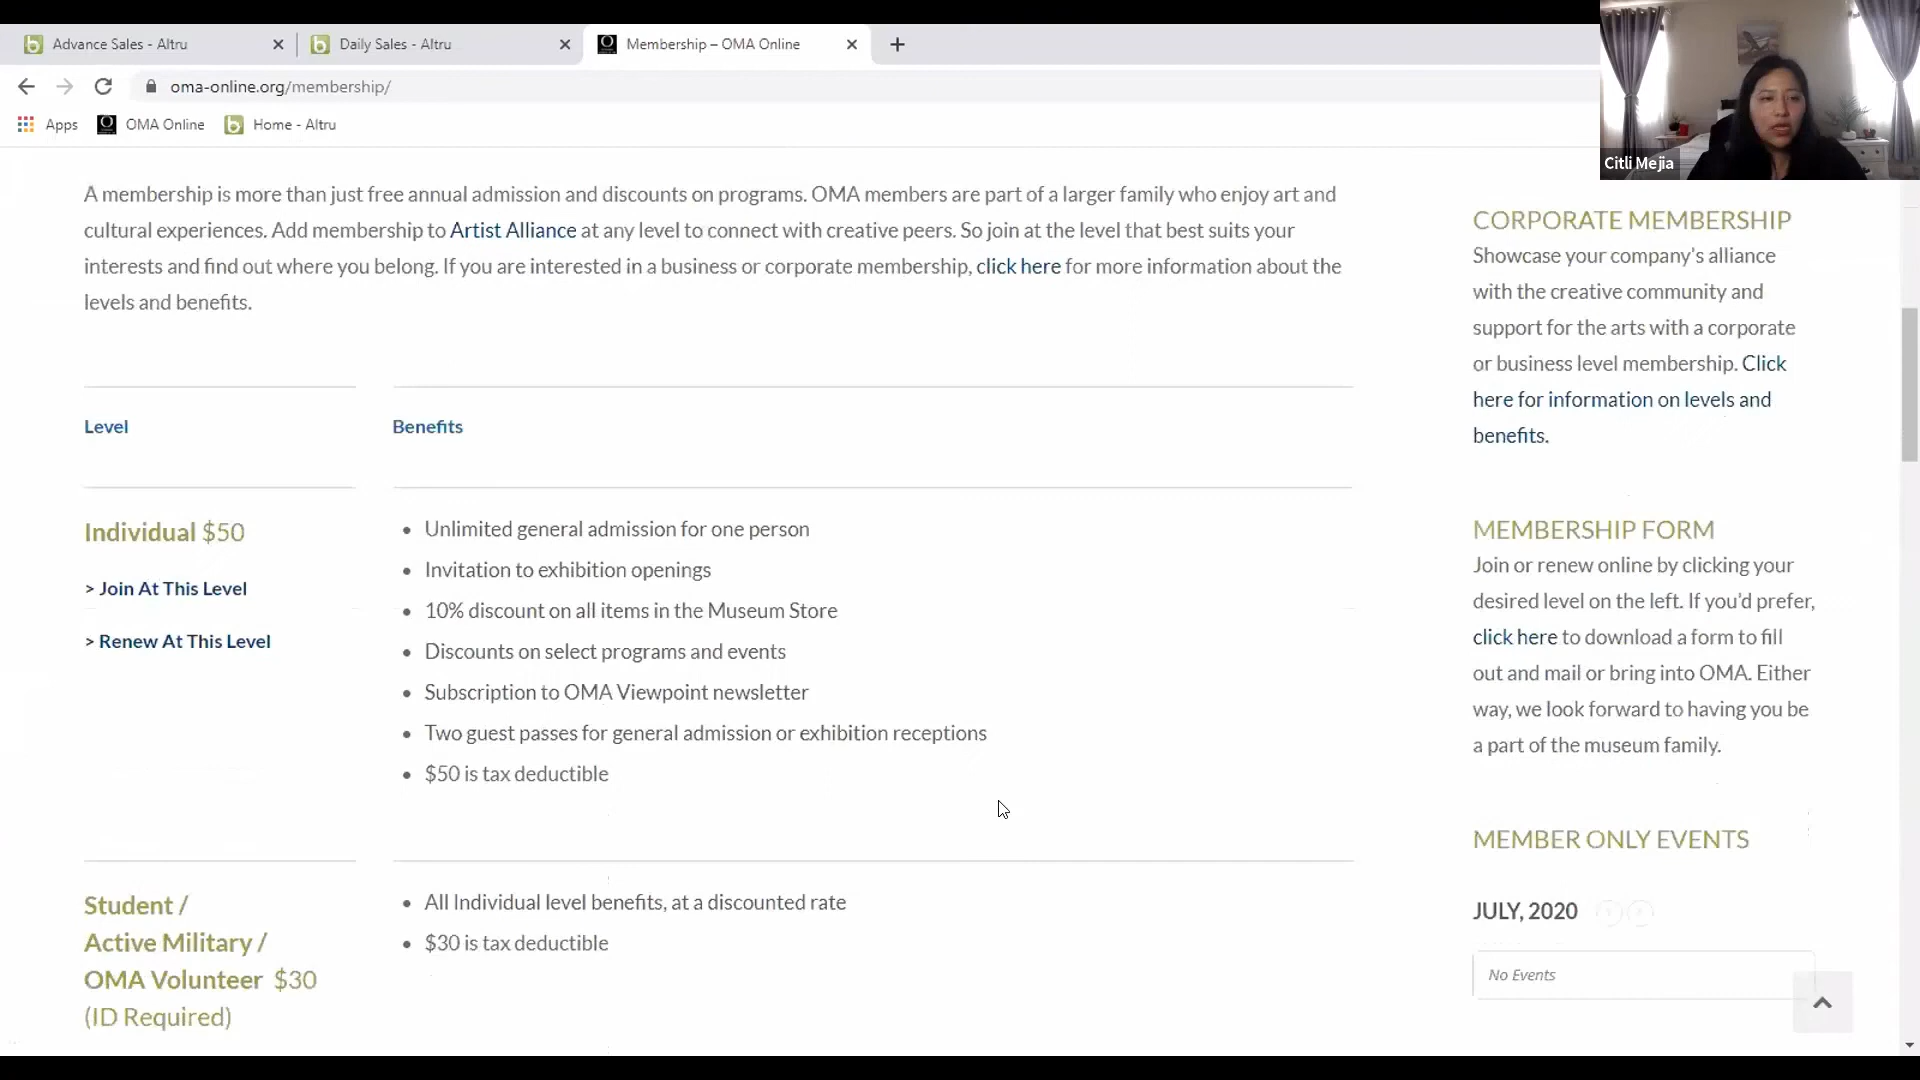 Advance Sales - Altru
Daily Sales - Altru
Membership – OMA Online
oma-online.org/membership/
Apps
OMA Online
Home - Altru
Citli Mejia
A membership is more than just free annual admission and discounts on programs. OMA members are part of a larger family who enjoy art and
cultural experiences. Add membership to Artist Alliance at any level to connect with creative peers. So join at the level that best suits your
interests and find out where you belong. If you are interested in a business or corporate membership, click here for more information about the
levels and benefits.
Level
Benefits
Individual $50
> Join At This Level
> Renew At This Level
• Unlimited general admission for one person
• Invitation to exhibition openings
• 10% discount on all items in the Museum Store
• Discounts on select programs and events
• Subscription to OMA Viewpoint newsletter
• Two guest passes for general admission or exhibition receptions
• $50 is tax deductible
Student /
Active Military /
OMA Volunteer $30
(ID Required)
• All Individual level benefits, at a discounted rate
• $30 is tax deductible
CORPORATE MEMBERSHIP
Showcase your company's alliance
with the creative community and
support for the arts with a corporate
or business level membership. Click
here for information on levels and
benefits.
MEMBERSHIP FORM
Join or renew online by clicking your
desired level on the left. If you'd prefer,
click here to download a form to fill
out and mail or bring into OMA. Either
way, we look forward to having you be
a part of the museum family.
MEMBER ONLY EVENTS
JULY, 2020
No Events